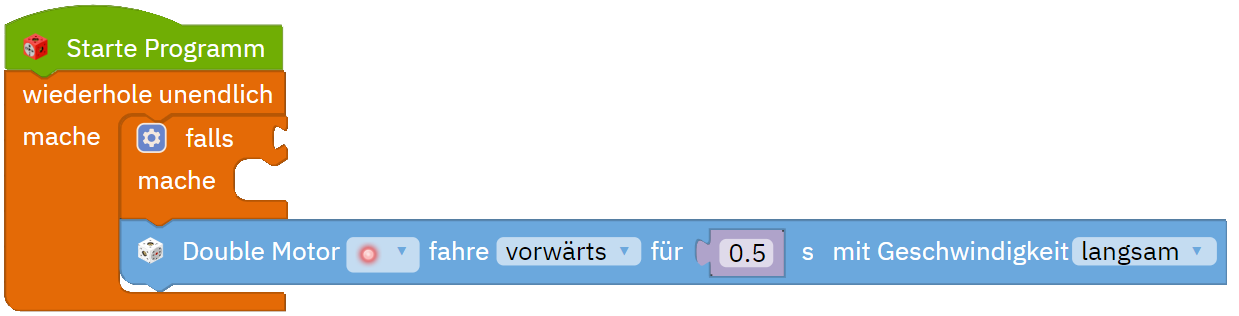 Starte Programm
wiederhole unendlich
mache falls
mache
Double Motor fahre vorwärts für 0.5 s mit Geschwindigkeit langsam